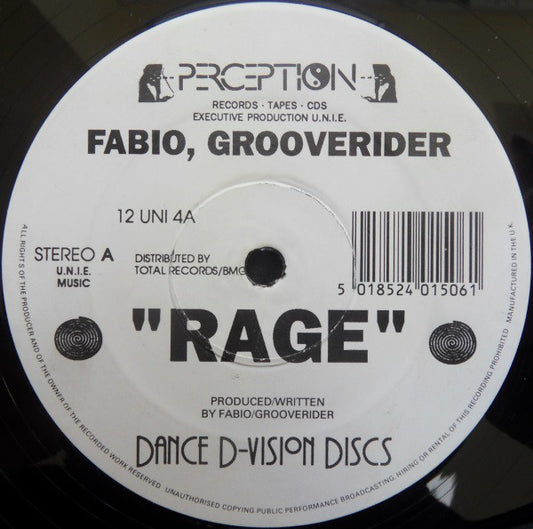 PERCEPTION
RECORDS · TAPES · CDS
EXECUTIVE PRODUCTION U.N.I.E.
FABIO, GROOVERIDER
12 UNI 4A
STEREO A
U.N.I.E.
MUSIC
DISTRIBUTED BY
TOTAL RECORDS/BMG
5 018524 015061
"RAGE"
PRODUCED/WRITTEN
BY FABIO/GROOVERIDER
DANCE D-VISION DISCS
ALL RIGHTS OF THE PRODUCER AND OF THE OWNER OF THE RECORDED WORK RESERVED. UNAUTHORISED COPYING PUBLIC PERFORMANCE BROADCASTING, HIRING OR RENTAL OF THIS RECORDING PROHIBITED. MANUFACTURED IN THE U.K.